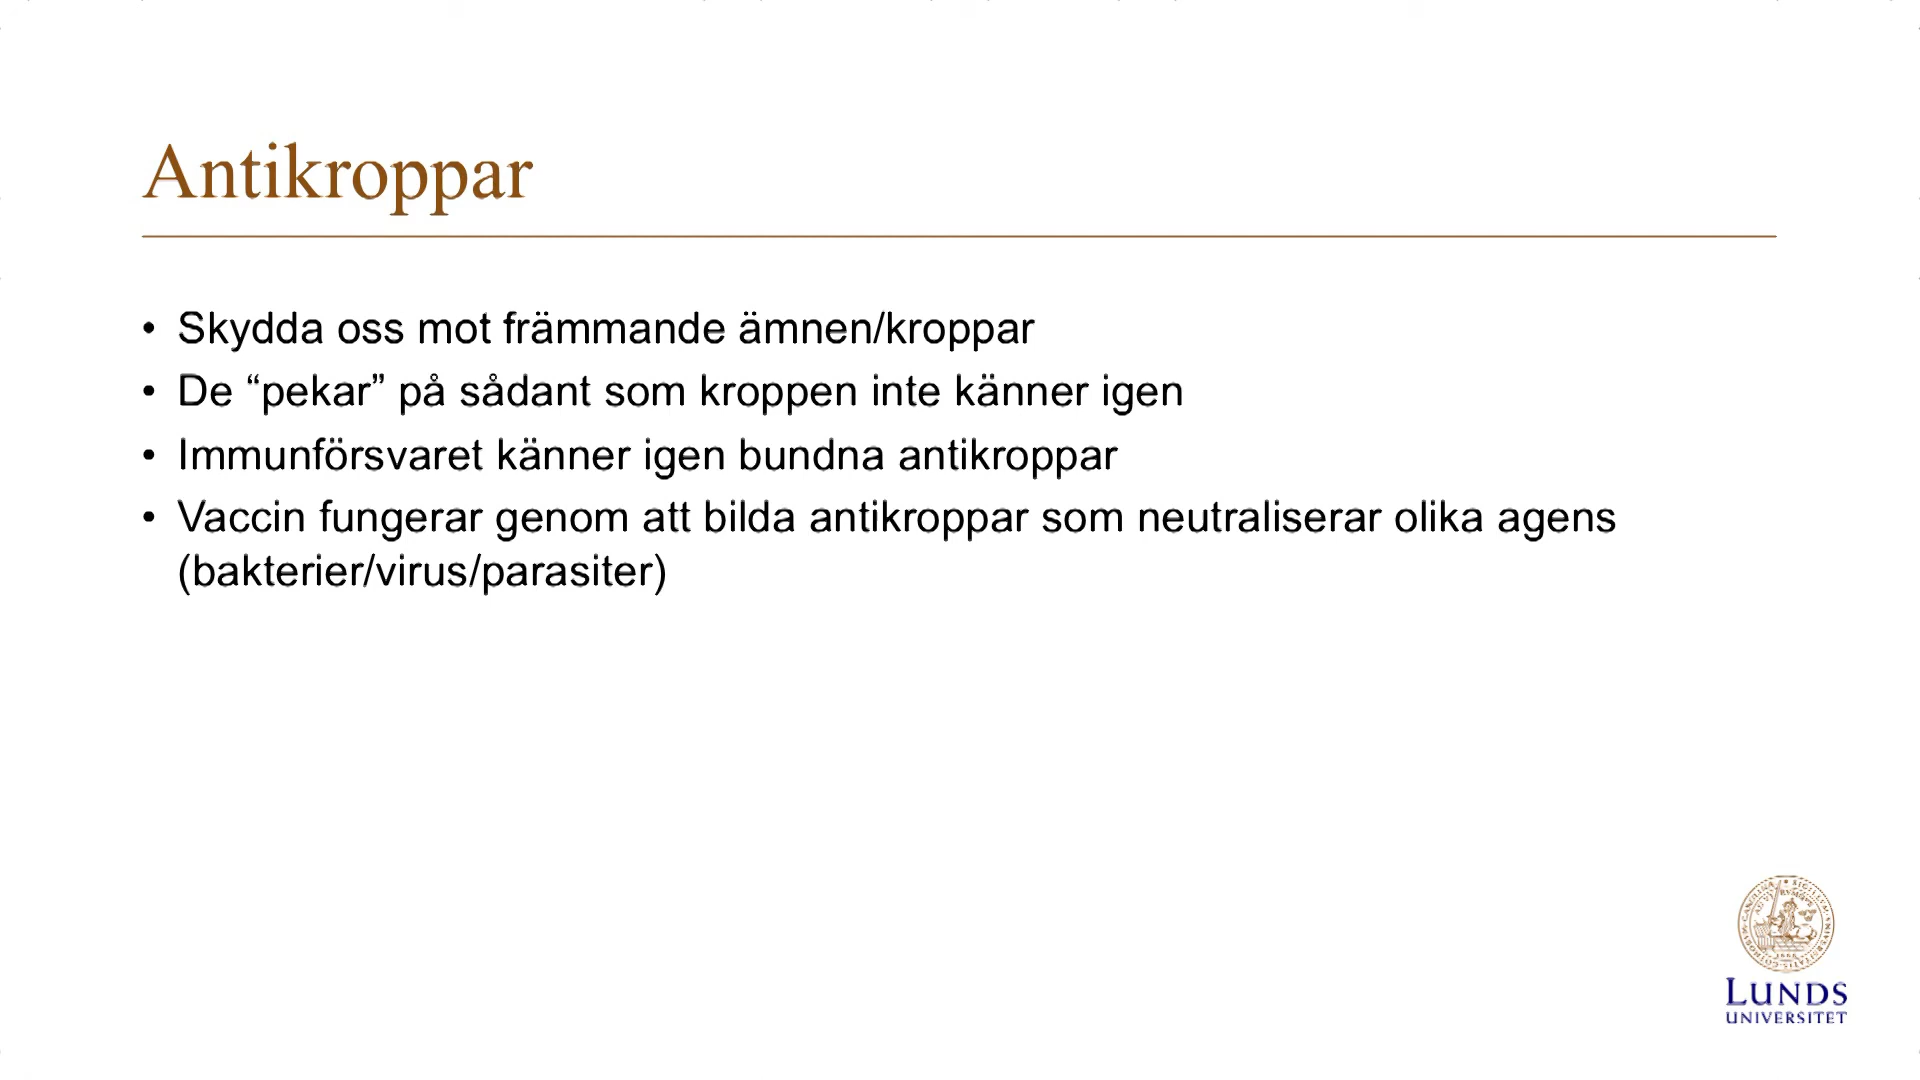 Antikroppar
• Skydda oss mot främmande ämnen/kroppar
• De “pekar” på sådant som kroppen inte känner igen
• Immunförsvaret känner igen bundna antikroppar
• Vaccin fungerar genom att bilda antikroppar som neutraliserar olika agens
(bakterier/virus/parasiter)
LUNDS
UNIVERSITET